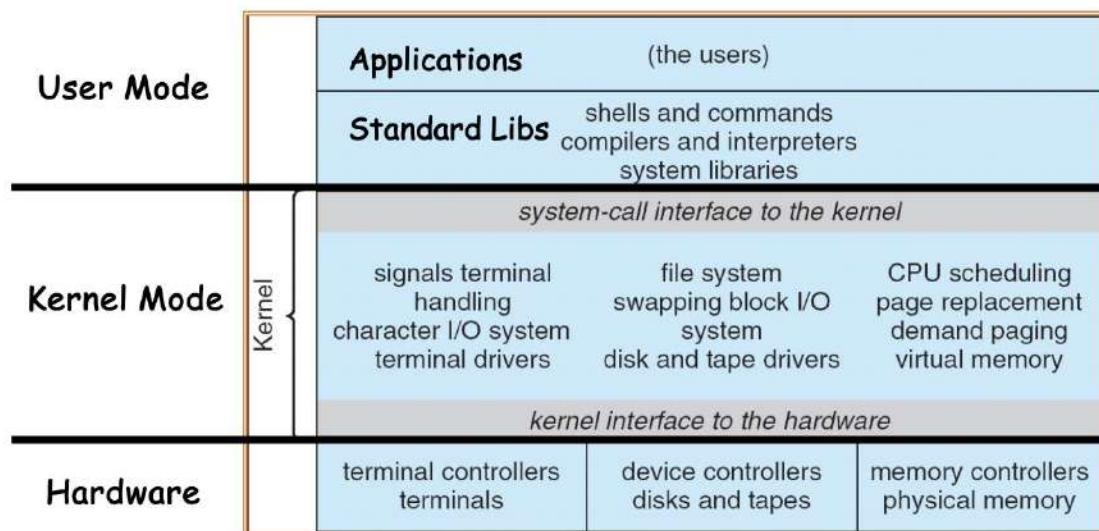 User Mode
Applications (the users)
Standard Libs shells and commands
compilers and interpreters
system libraries
Kernel Mode
Kernel
system-call interface to the kernel
signals terminal
handling
character I/O system
terminal drivers
file system
swapping block I/O
system
disk and tape drivers
CPU scheduling
page replacement
demand paging
virtual memory
kernel interface to the hardware
Hardware
terminal controllers
terminals
device controllers
disks and tapes
memory controllers
physical memory